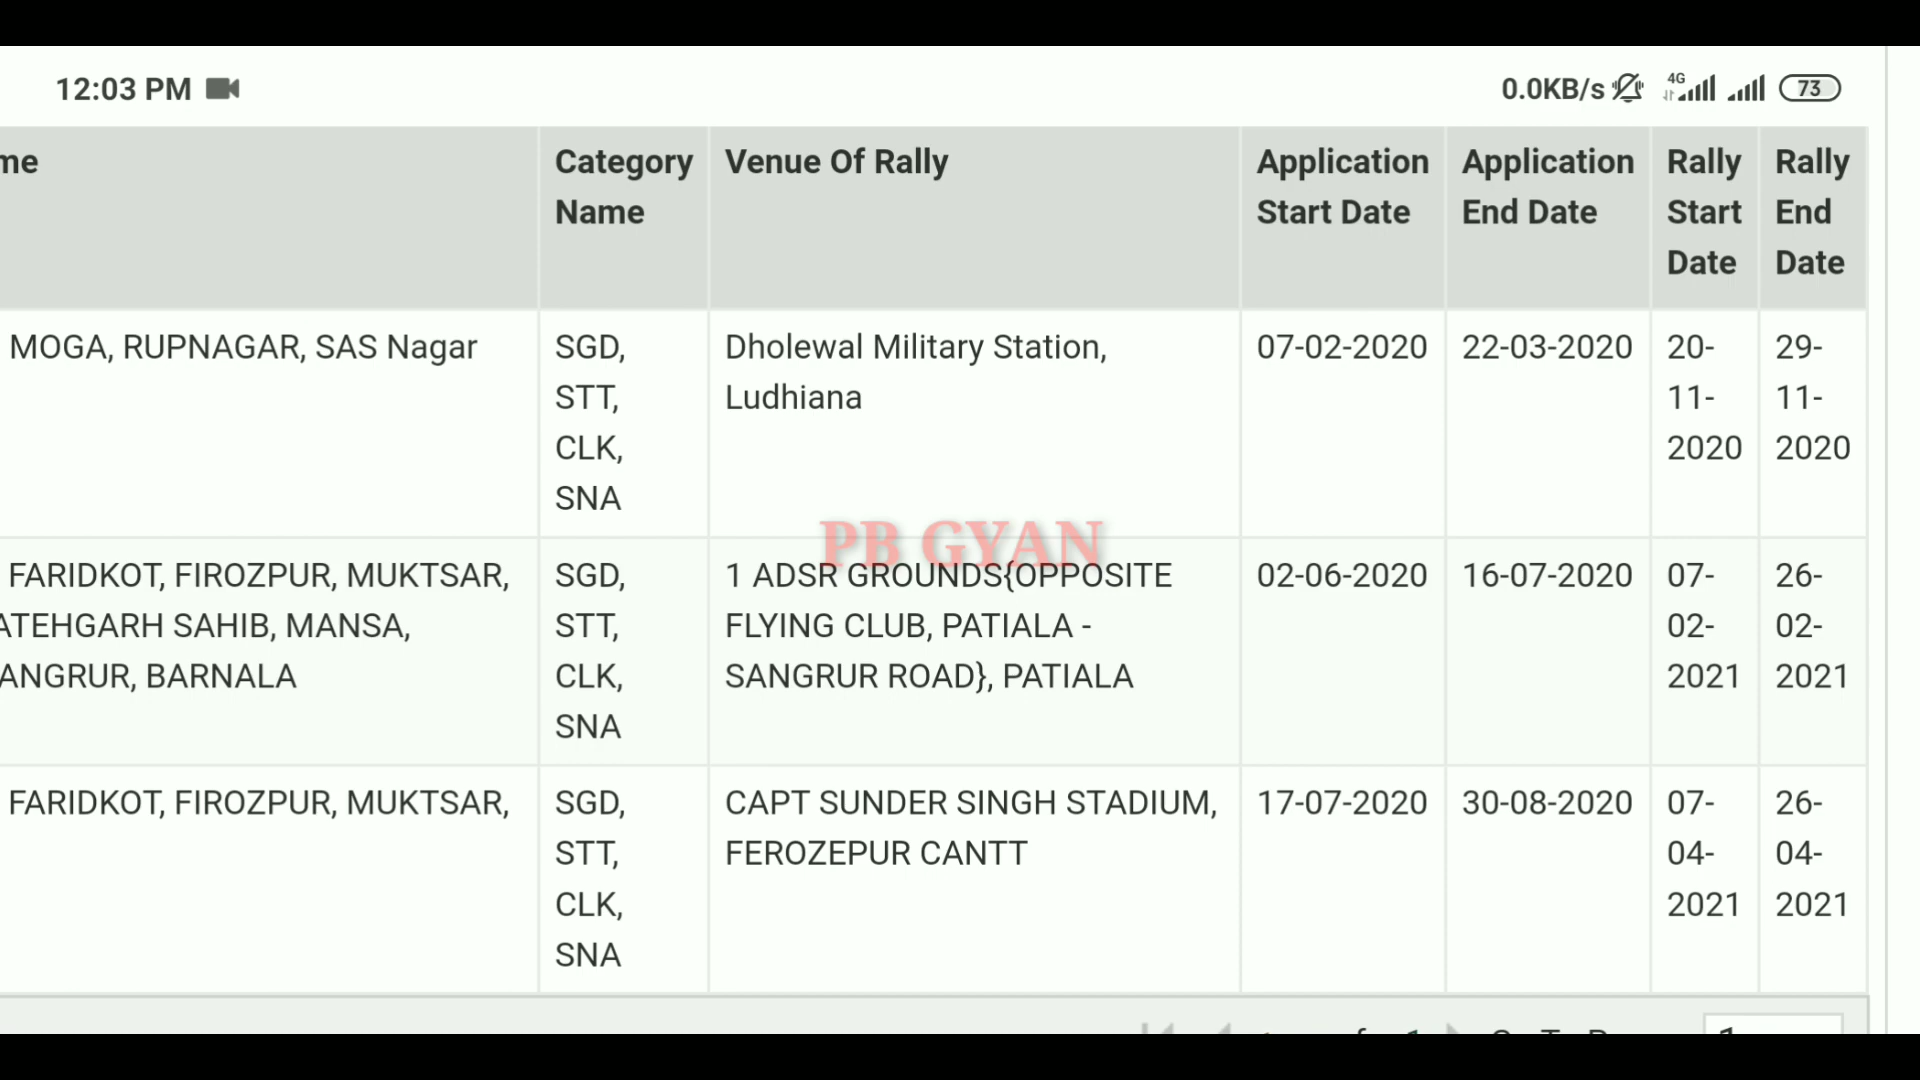 12:03 PM
0.0KB/s 4G 73
me
Category Name
Venue Of Rally
Application Start Date
Application End Date
Rally Start Date
Rally End Date
MOGA, RUPNAGAR, SAS Nagar
SGD,
STT,
CLK,
SNA
Dholewal Military Station,
Ludhiana
07-02-2020
22-03-2020
20-
11-
2020
29-
11-
2020
PB GYAN
FARIDKOT, FIROZPUR, MUKTSAR,
ATEHGARH SAHIB, MANSA,
ANGRUR, BARNALA
SGD,
STT,
CLK,
SNA
1 ADSR GROUNDS{OPPOSITE
FLYING CLUB, PATIALA -
SANGRUR ROAD}, PATIALA
02-06-2020
16-07-2020
07-
02-
2021
26-
02-
2021
FARIDKOT, FIROZPUR, MUKTSAR,
SGD,
STT,
CLK,
SNA
CAPT SUNDER SINGH STADIUM,
FEROZEPUR CANTT
17-07-2020
30-08-2020
07-
04-
2021
26-
04-
2021